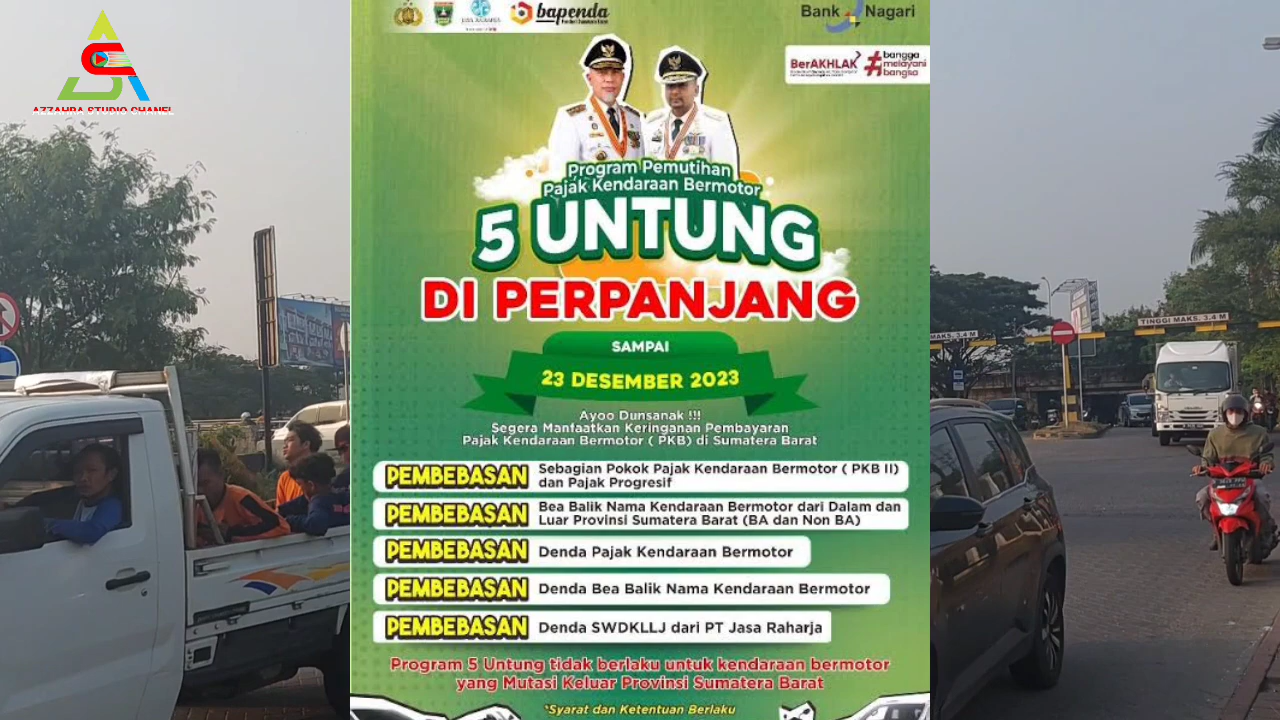 AZZAHRA STUDIO CHANEL
bapenda
Bank Nagari
BerAKHLAK
#bangga
melayani
bangsa
Program Pemutihan
Pajak Kendaraan Bermotor
5 UNTUNG
DI PERPANJANG
SAMPAI
23 DESEMBER 2023
Ayoo Dunsanak !!!
Segera Manfaatkan Keringanan Pembayaran
Pajak Kendaraan Bermotor ( PKB) di Sumatera Barat
PEMBEBASAN Sebagian Pokok Pajak Kendaraan Bermotor ( PKB II)
dan Pajak Progresif
PEMBEBASAN Bea Balik Nama Kendaraan Bermotor dari Dalam dan
Luar Provinsi Sumatera Barat (BA dan Non BA)
PEMBEBASAN Denda Pajak Kendaraan Bermotor
PEMBEBASAN Denda Bea Balik Nama Kendaraan Bermotor
PEMBEBASAN Denda SWDKLLJ dari PT Jasa Raharja
Program 5 Untung tidak berlaku untuk kendaraan bermotor
yang Mutasi Keluar Provinsi Sumatera Barat
*Syarat dan Ketentuan Berlaku
TINGGI MAKS. 3.4 M
MAKS. 3.4 M